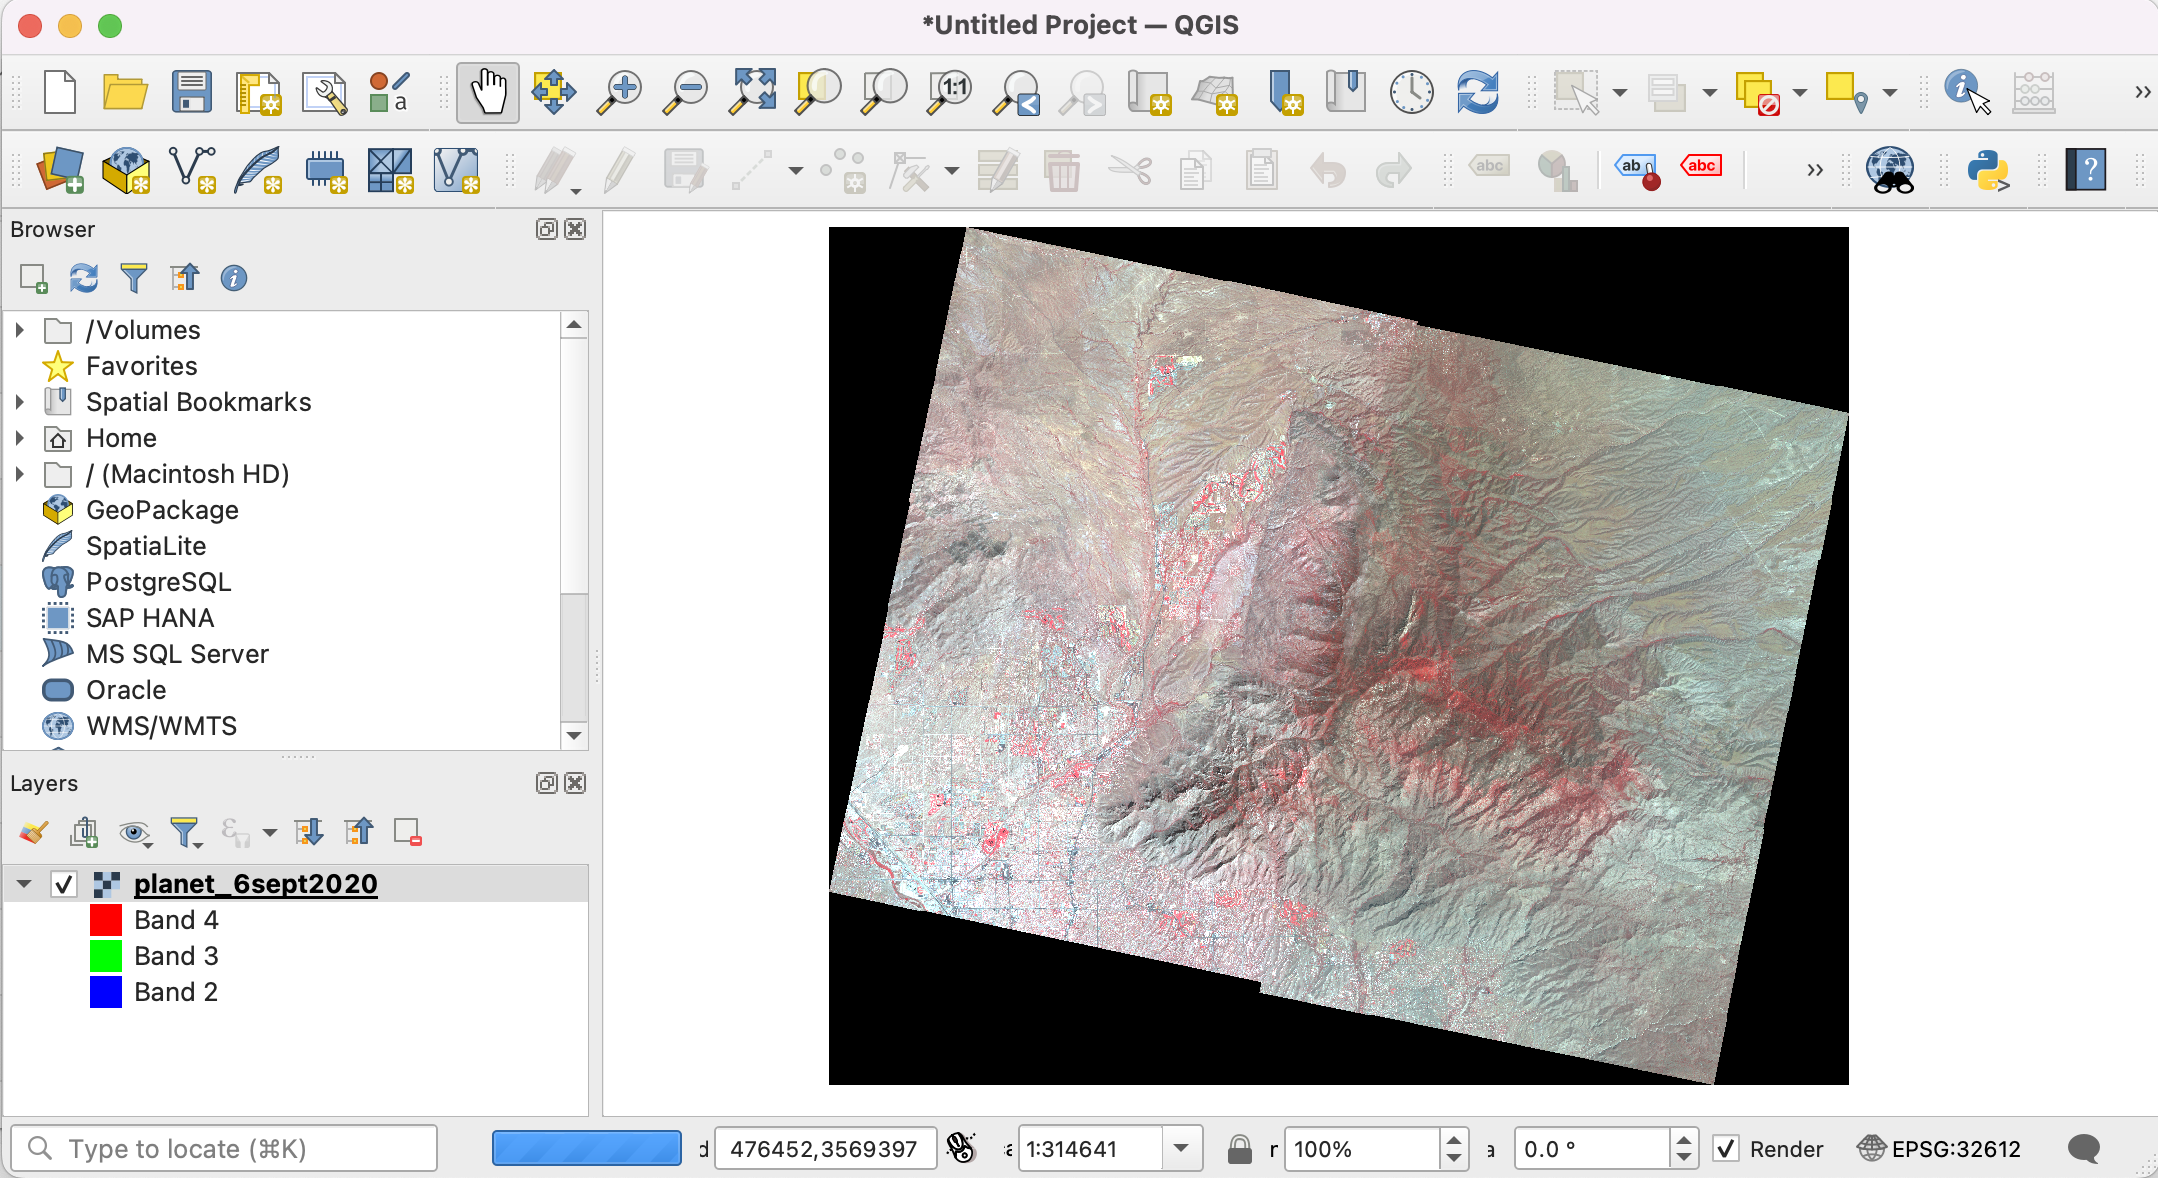 *Untitled Project — QGIS
a
1:1
abc
ab
abc
?
Browser
/Volumes
Favorites
Spatial Bookmarks
Home
/ (Macintosh HD)
GeoPackage
SpatiaLite
PostgreSQL
SAP HANA
MS SQL Server
Oracle
WMS/WMTS
Layers
planet_6sept2020
Band 4
Band 3
Band 2
Type to locate (⌘K)
d 476452,3569397 a 1:314641 r 100% a 0.0 ° Render EPSG:32612